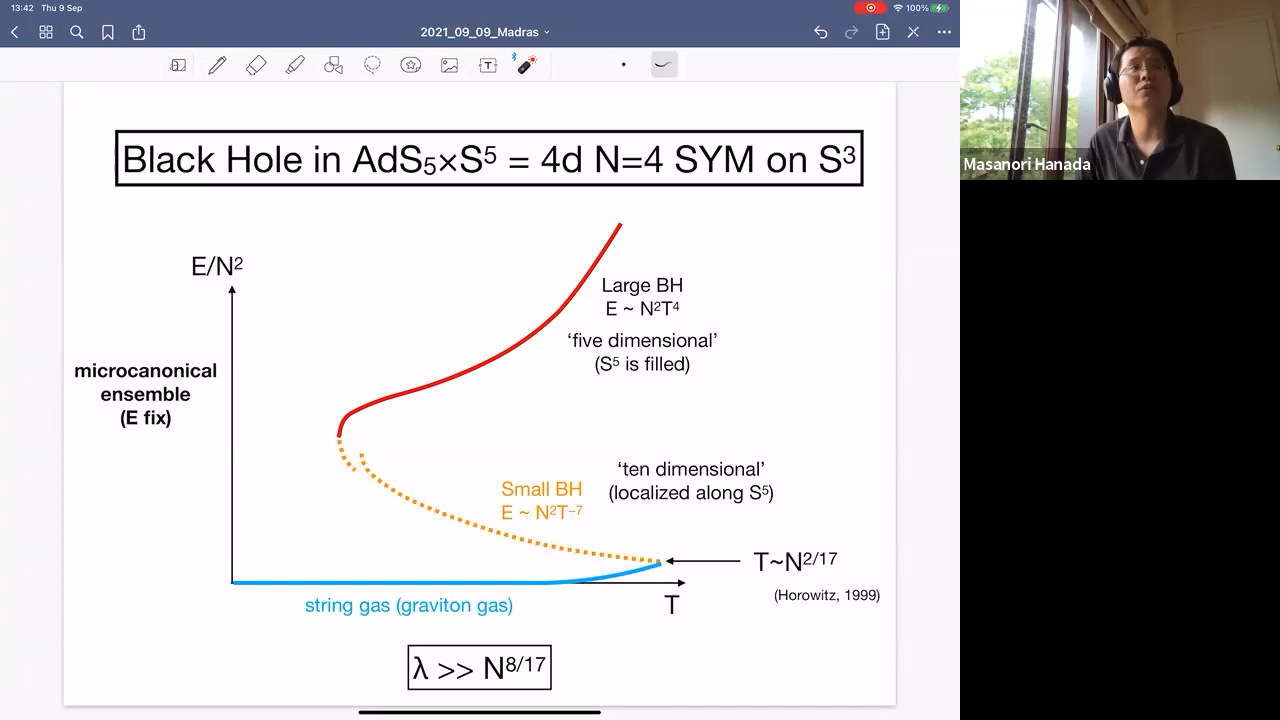 13:42 Thu 9 Sep
100%
2021_09_09_Madras
Masanori Hanada
Black Hole in AdS₅×S⁵ = 4d N=4 SYM on S³
E/N²
Large BH
E ~ N²T⁴
'five dimensional'
(S⁵ is filled)
microcanonical
ensemble
(E fix)
'ten dimensional'
(localized along S⁵)
Small BH
E ~ N²T⁻⁷
T~N²/¹⁷
(Horowitz, 1999)
string gas (graviton gas)
T
λ >> N⁸/¹⁷